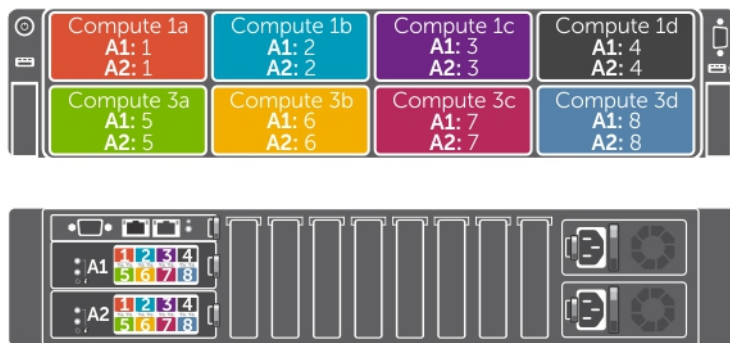 Compute 1a
A1: 1
A2: 1
Compute 1b
A1: 2
A2: 2
Compute 1c
A1: 3
A2: 3
Compute 1d
A1: 4
A2: 4
Compute 3a
A1: 5
A2: 5
Compute 3b
A1: 6
A2: 6
Compute 3c
A1: 7
A2: 7
Compute 3d
A1: 8
A2: 8
A1
1 2 3 4
5 6 7 8
A2
1 2 3 4
5 6 7 8